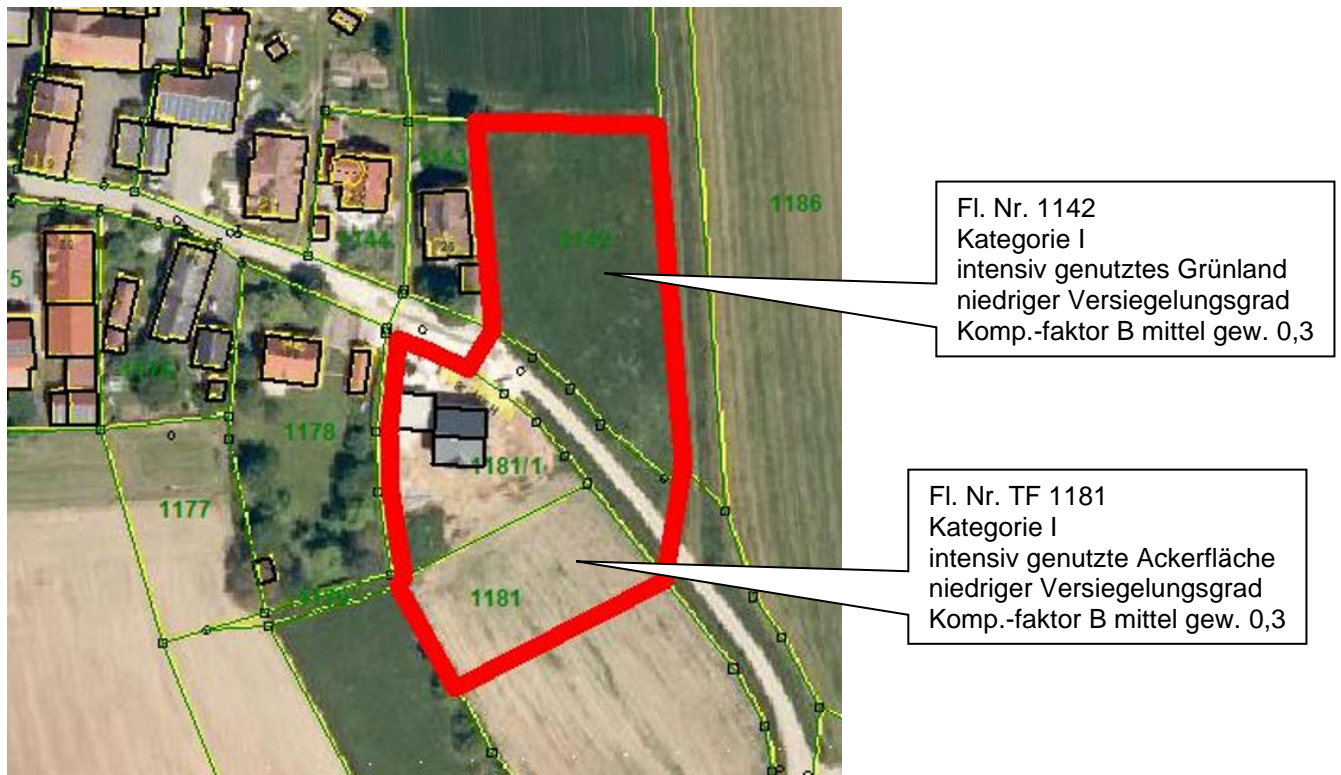 1143
1186
1144
1142
1178
1181/1
1177
1181
Fl. Nr. 1142
Kategorie I
intensiv genutztes Grünland
niedriger Versiegelungsgrad
Komp.-faktor B mittel gew. 0,3
Fl. Nr. TF 1181
Kategorie I
intensiv genutzte Ackerfläche
niedriger Versiegelungsgrad
Komp.-faktor B mittel gew. 0,3